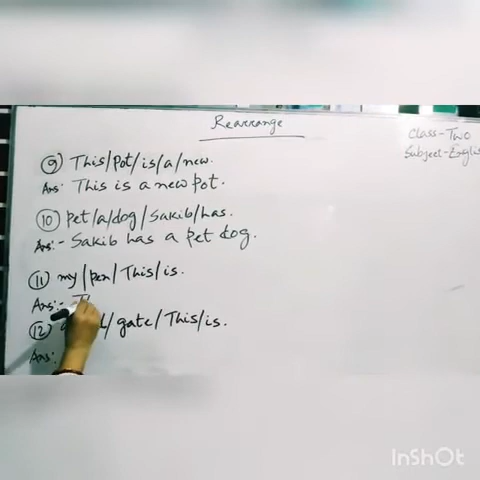 Rearrange
Class-Two
Subject-English
9 This/Pot/is/a/new.
Ans: This is a new pot.
10 Pet/a/dog/Sakib/has.
Ans:- Sakib has a pet dog.
11 my/pen/This/is.
Ans:- Th
12 gate/This/is.
Ans:
InShOt